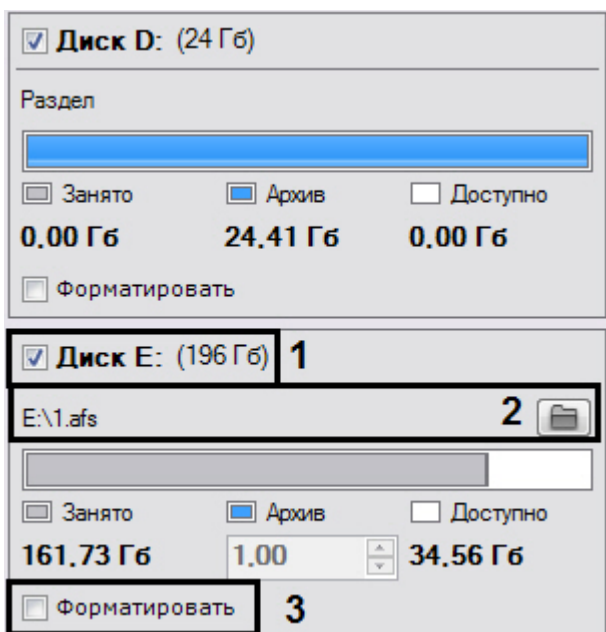 Диск D: (24 Гб)
Раздел
Занято Архив Доступно
0.00 Гб 24.41 Гб 0.00 Гб
Форматировать
Диск E: (196 Гб) 1
E:\1.afs 2
Занято Архив Доступно
161.73 Гб 1.00 34.56 Гб
Форматировать 3